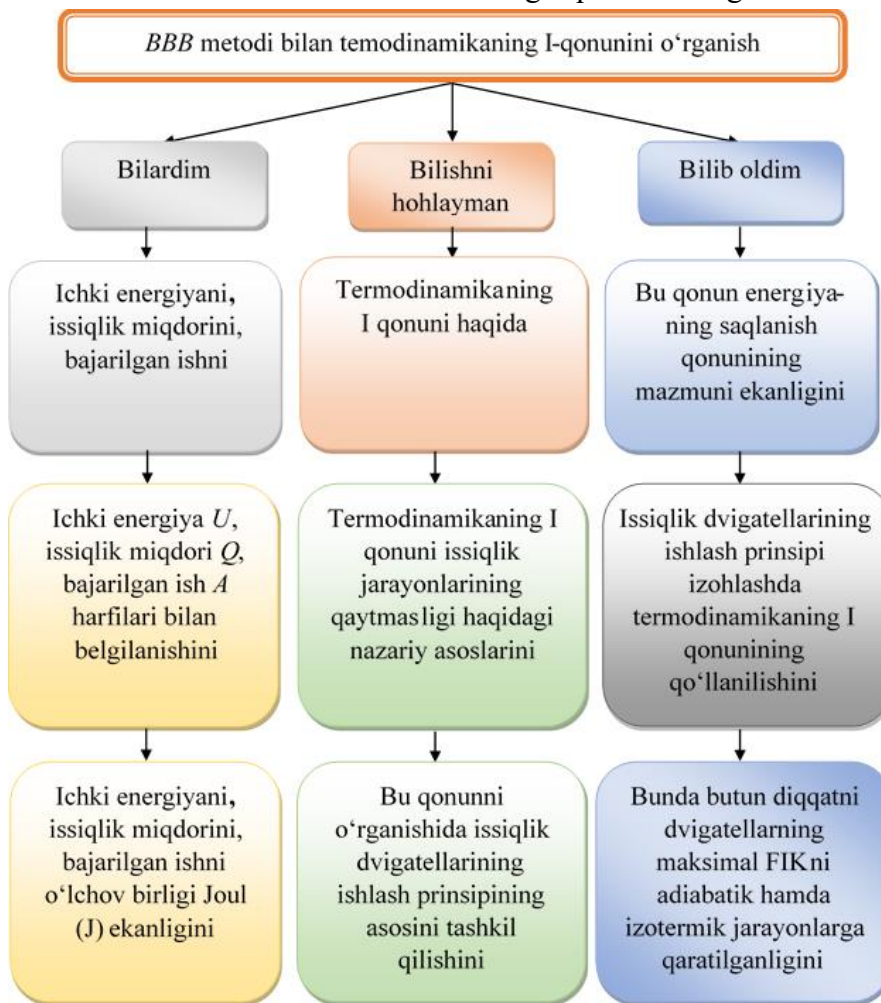 BBB metodi bilan temodinamikaning I-qonunini o‘rganish
Bilardim
Bilishni
hohlayman
Bilib oldim
Ichki energiyani,
issiqlik miqdorini,
bajarilgan ishni
Termodinamikaning
I qonuni haqida
Bu qonun energiya-
ning saqlanish
qonunining
mazmuni ekanligini
Ichki energiya U,
issiqlik miqdori Q,
bajarilgan ish A
harfilari bilan
belgilanishini
Termodinamikaning I
qonuni issiqlik
jarayonlarining
qaytmasligi haqidagi
nazariy asoslarini
Issiqlik dvigatellarining
ishlash prinsipi
izohlashda
termodinamikaning I
qonunining
qo‘llanilishini
Ichki energiyani,
issiqlik miqdorini,
bajarilgan ishni
o‘lchov birligi Joul
(J) ekanligini
Bu qonunni
o‘rganishida issiqlik
dvigatellarining
ishlash prinsipining
asosini tashkil
qilishini
Bunda butun diqqatni
dvigatellarning
maksimal FIKni
adiabatik hamda
izotermik jarayonlarga
qaratilganligini